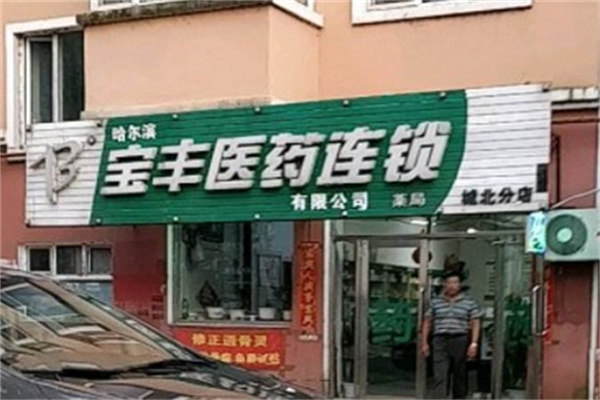 哈尔滨
宝丰医药连锁
有限公司 药局
城北分店
修正通骨灵